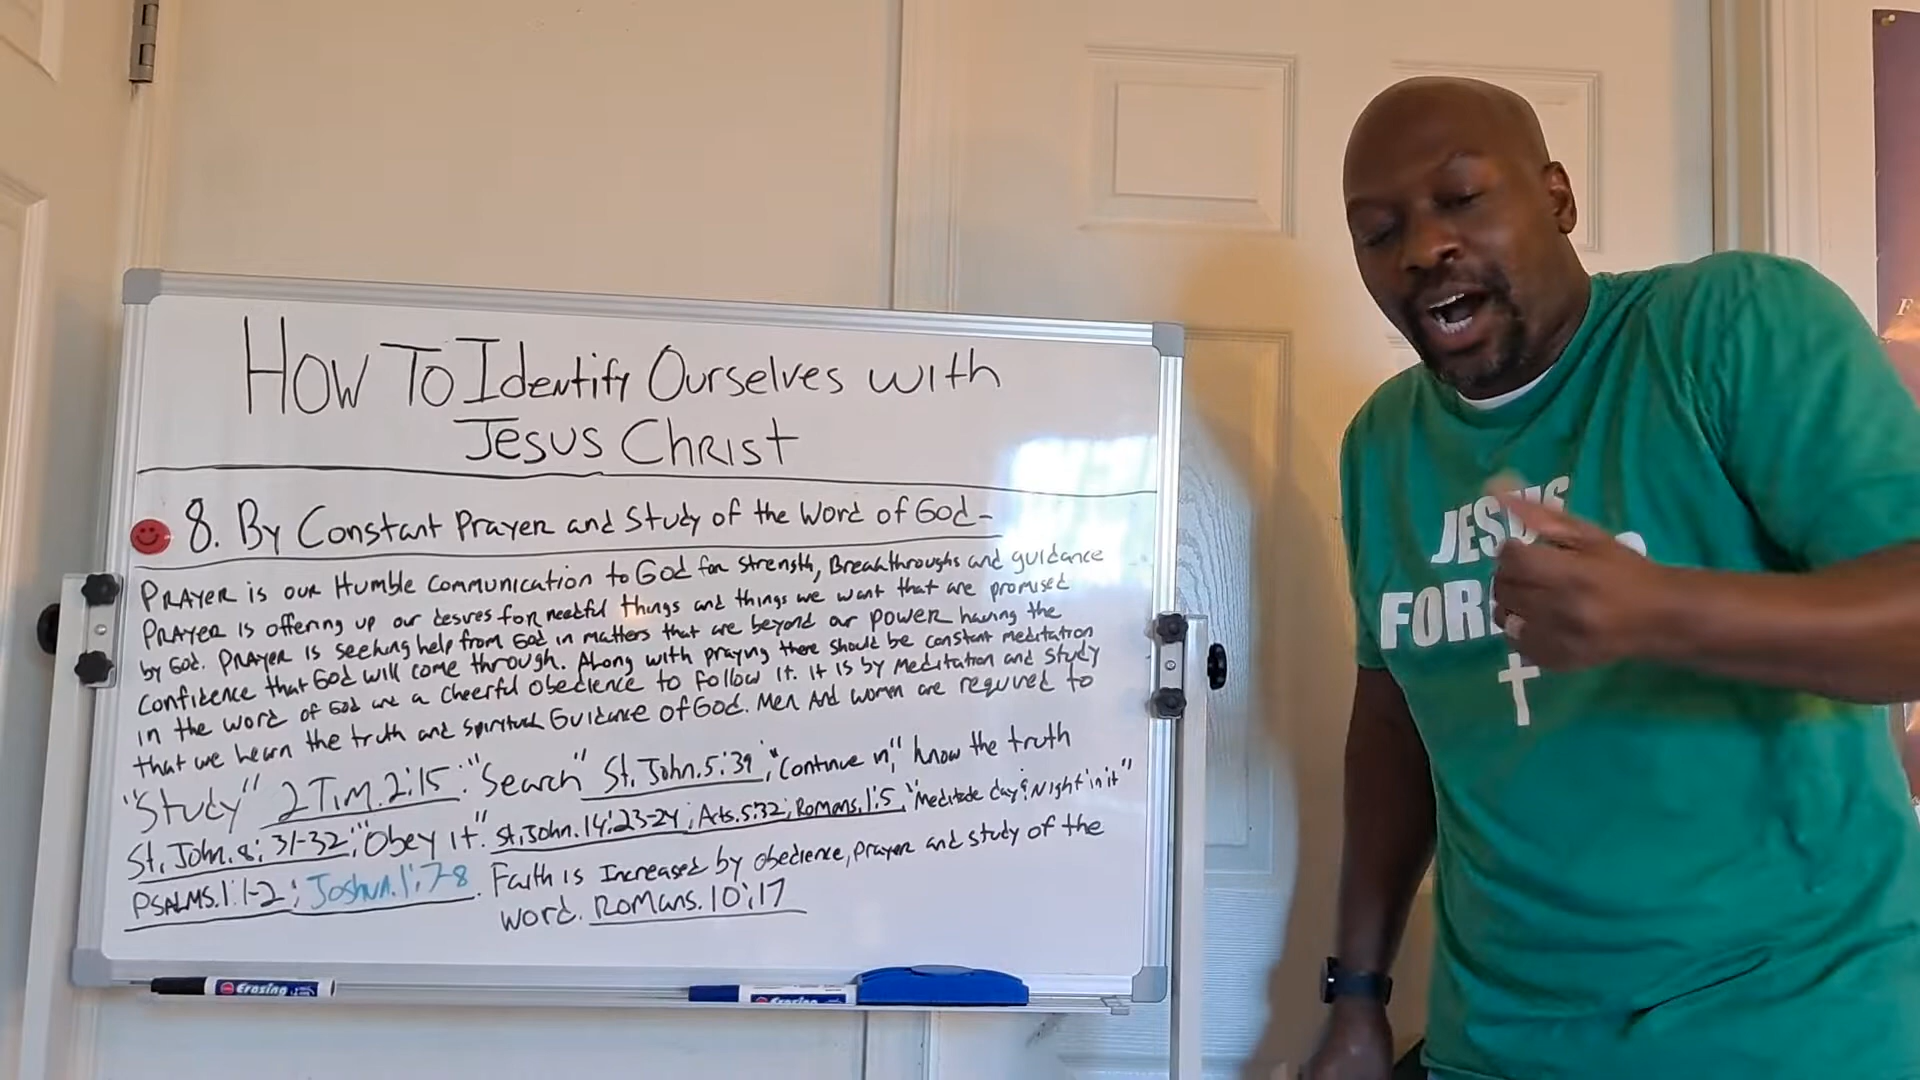 How To Identify Ourselves with
Jesus Christ
8. By Constant Prayer and Study of the Word of God-
Prayer is our Humble Communication to God for strength, Breakthroughs and guidance
Prayer is offering up our desires for needful things and things we want that are promised
by God. Prayer is seeking help from God in matters that are beyond our power having the
confidence that God will come through. Along with praying there should be constant meditation
in the word of God and a cheerful obedience to follow it. It is by meditation and study
that we learn the truth and spiritual Guidance of God. Men And women are required to
"Study" 2 Tim. 2:15. "Search" St. John. 5:39, "Continue in," know the truth
St. John. 8:31-32; "Obey it". St. John. 14:23-24; Acts. 5:32; Romans. 1:5, "Meditate day & Night in it"
Psalms. 1:1-2; Joshua. 1:7-8. Faith is Increased by obedience, prayer and study of the
word. Romans. 10:17
JESUS
FOR
Erasing
Erasing
F